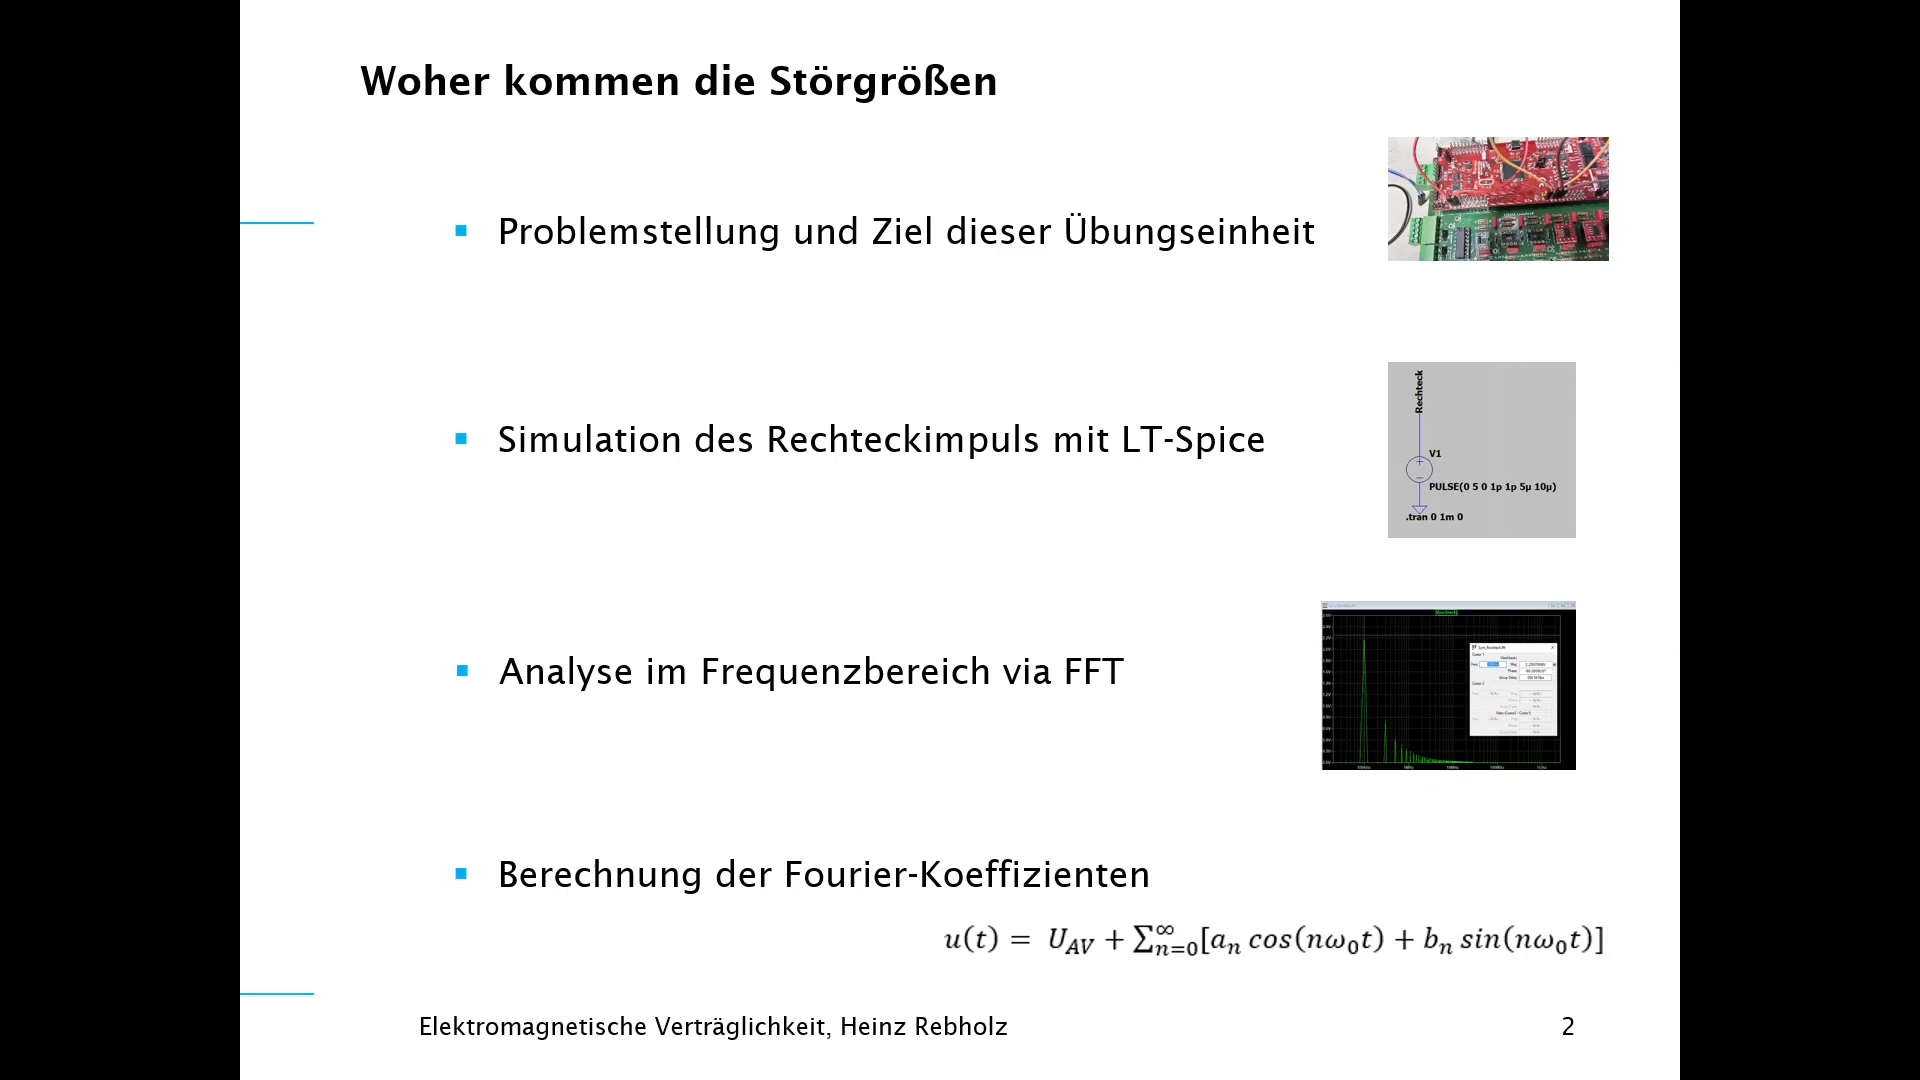 Woher kommen die Störgrößen
Problemstellung und Ziel dieser Übungseinheit
Simulation des Rechteckimpuls mit LT-Spice
Rechteck
V1
PULSE(0 5 0 1p 1p 5µ 10µ)
.tran 0 1m 0
Analyse im Frequenzbereich via FFT
Berechnung der Fourier-Koeffizienten
u(t) = U_AV + ∑_{n=0}^{∞}[a_n cos(nω_0t) + b_n sin(nω_0t)]
Elektromagnetische Verträglichkeit, Heinz Rebholz
2